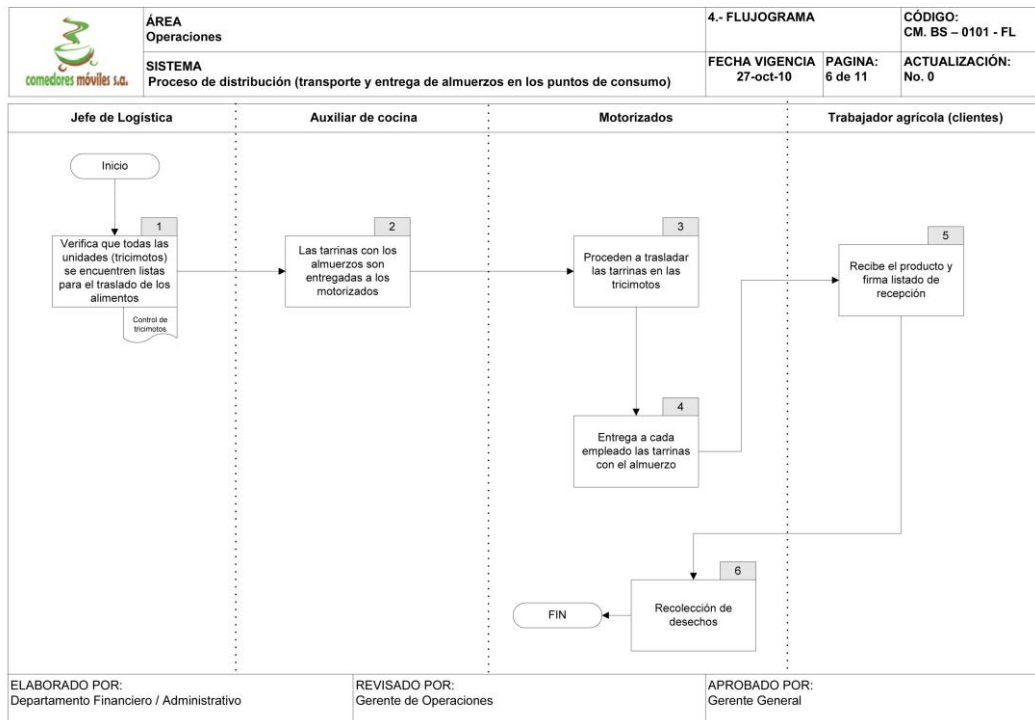 comedores móviles s.a.
ÁREA
Operaciones
4.- FLUJOGRAMA
CÓDIGO:
CM. BS – 0101 - FL
SISTEMA
Proceso de distribución (transporte y entrega de almuerzos en los puntos de consumo)
FECHA VIGENCIA
27-oct-10
PAGINA:
6 de 11
ACTUALIZACIÓN:
No. 0
Jefe de Logística
Auxiliar de cocina
Motorizados
Trabajador agrícola (clientes)
Inicio
1
Verifica que todas las
unidades (tricimotos)
se encuentren listas
para el traslado de los
alimentos
Control de
tricimotos
2
Las tarrinas con los
almuerzos son
entregadas a los
motorizados
3
Proceden a trasladar
las tarrinas en las
tricimotos
4
Entrega a cada
empleado las tarrinas
con el almuerzo
5
Recibe el producto y
firma listado de
recepción
6
Recolección de
desechos
FIN
ELABORADO POR:
Departamento Financiero / Administrativo
REVISADO POR:
Gerente de Operaciones
APROBADO POR:
Gerente General